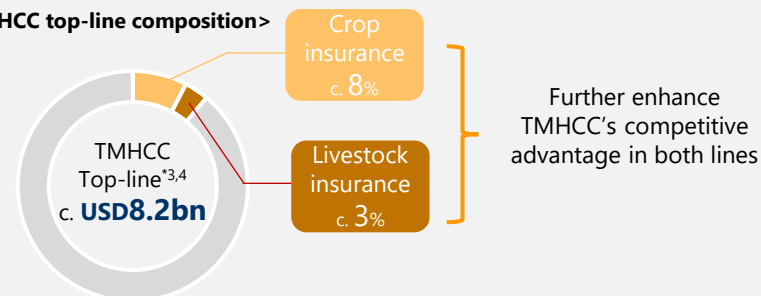 HCC top-line composition>
Crop
insurance
c. 8%
Livestock
insurance
c. 3%
TMHCC
Top-line*3,4
c. USD8.2bn
Further enhance
TMHCC's competitive
advantage in both lines